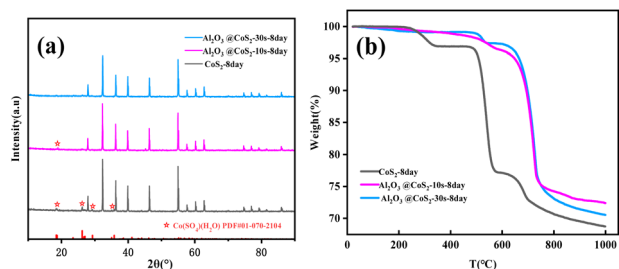 (a)
Al₂O₃ @CoS₂-30s-8day
Al₂O₃ @CoS₂-10s-8day
CoS₂-8day
Intensity(a.u)
Co(SO₄)(H₂O) PDF#01-070-2104
20 40 60 80
2θ(°)
(b)
100
95
90
85
80
75
70
Weight(%)
CoS₂-8day
Al₂O₃ @CoS₂-10s-8day
Al₂O₃ @CoS₂-30s-8day
0 200 400 600 800 1000
T(℃)